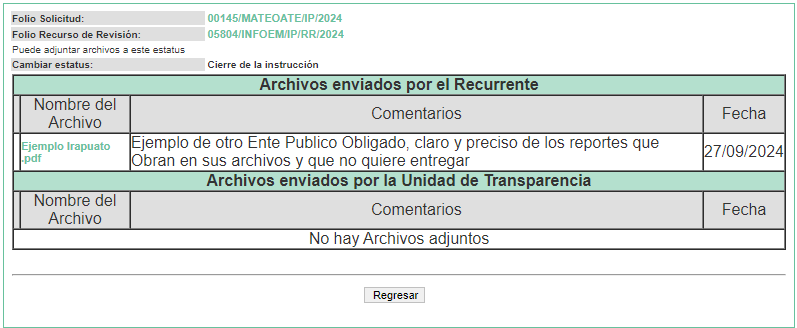 Folio Solicitud: 00145/MATEOATE/IP/2024
Folio Recurso de Revisión: 05804/INFOEM/IP/RR/2024
Puede adjuntar archivos a este estatus
Cambiar estatus: Cierre de la instrucción
Archivos enviados por el Recurrente
Nombre del
Archivo
Comentarios
Fecha
Ejemplo Irapuato
.pdf
Ejemplo de otro Ente Publico Obligado, claro y preciso de los reportes que
Obran en sus archivos y que no quiere entregar
27/09/2024
Archivos enviados por la Unidad de Transparencia
Nombre del
Archivo
Comentarios
Fecha
No hay Archivos adjuntos
Regresar